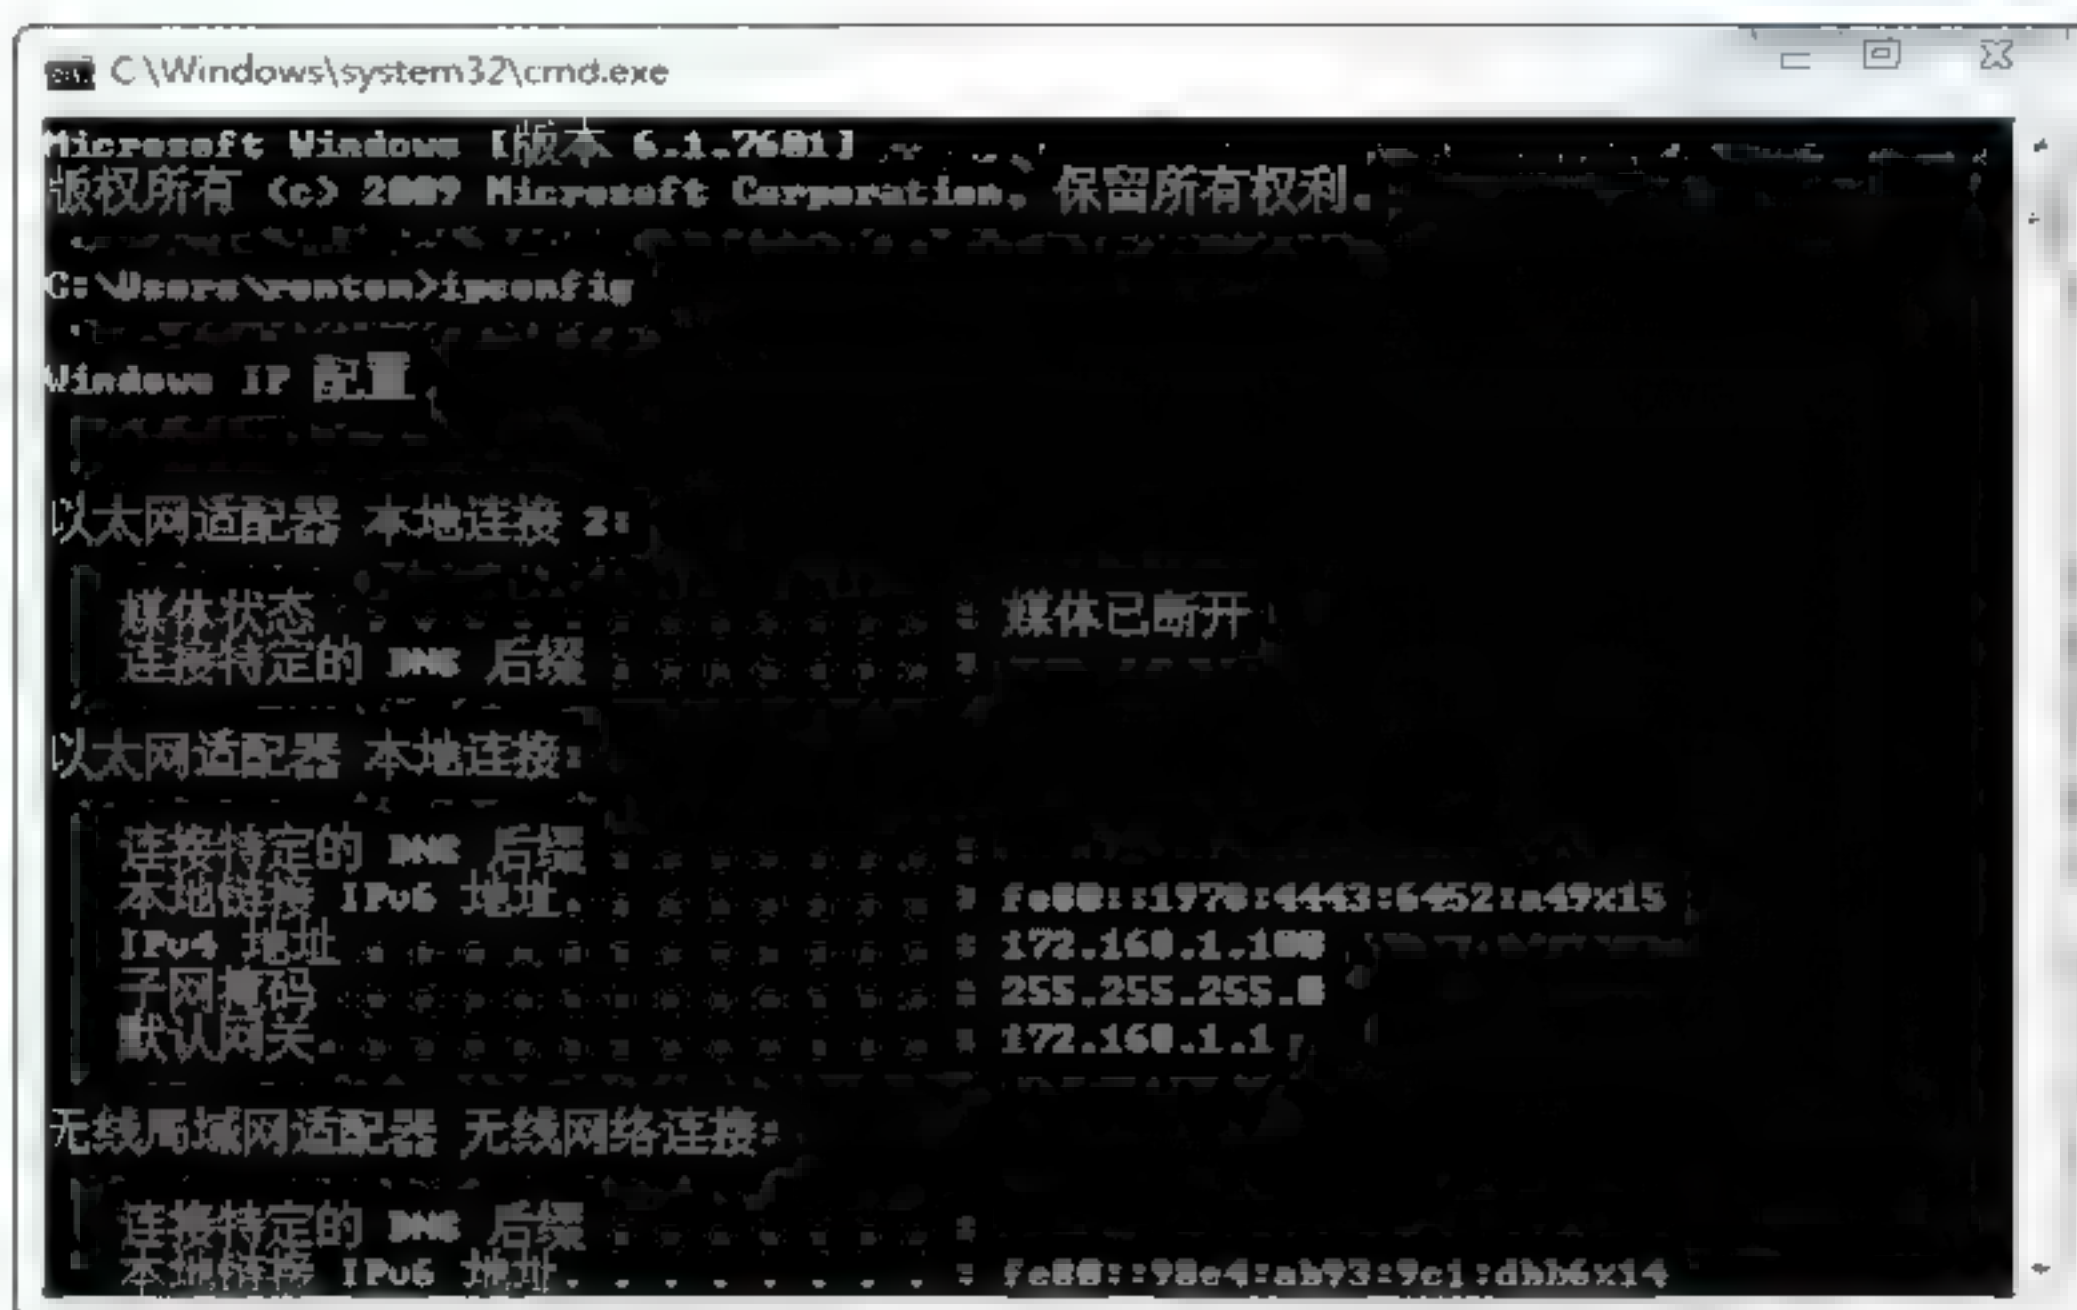 C:\Windows\system32\cmd.exe
Microsoft Windows [版本 6.1.7601]
版权所有 (c) 2009 Microsoft Corporation。保留所有权利。
C:\Users\>ipconfig
Windows IP 配置
以太网适配器 本地连接 2:
媒体状态 . . . . . . . . . . . . : 媒体已断开
连接特定的 DNS 后缀 . . . . . . . :
以太网适配器 本地连接:
连接特定的 DNS 后缀 . . . . . . . :
本地链接 IPv6 地址. . . . . . . . : fe80::1978:4443:6452:a49%15
IPv4 地址 . . . . . . . . . . . . : 172.160.1.100
子网掩码 . . . . . . . . . . . . : 255.255.255.0
默认网关. . . . . . . . . . . . . : 172.160.1.1
无线局域网适配器 无线网络连接:
连接特定的 DNS 后缀 . . . . . . . :
本地链接 IPv6 地址. . . . . . . . : fe80::98e4:ab93:9c1:dbb6%14